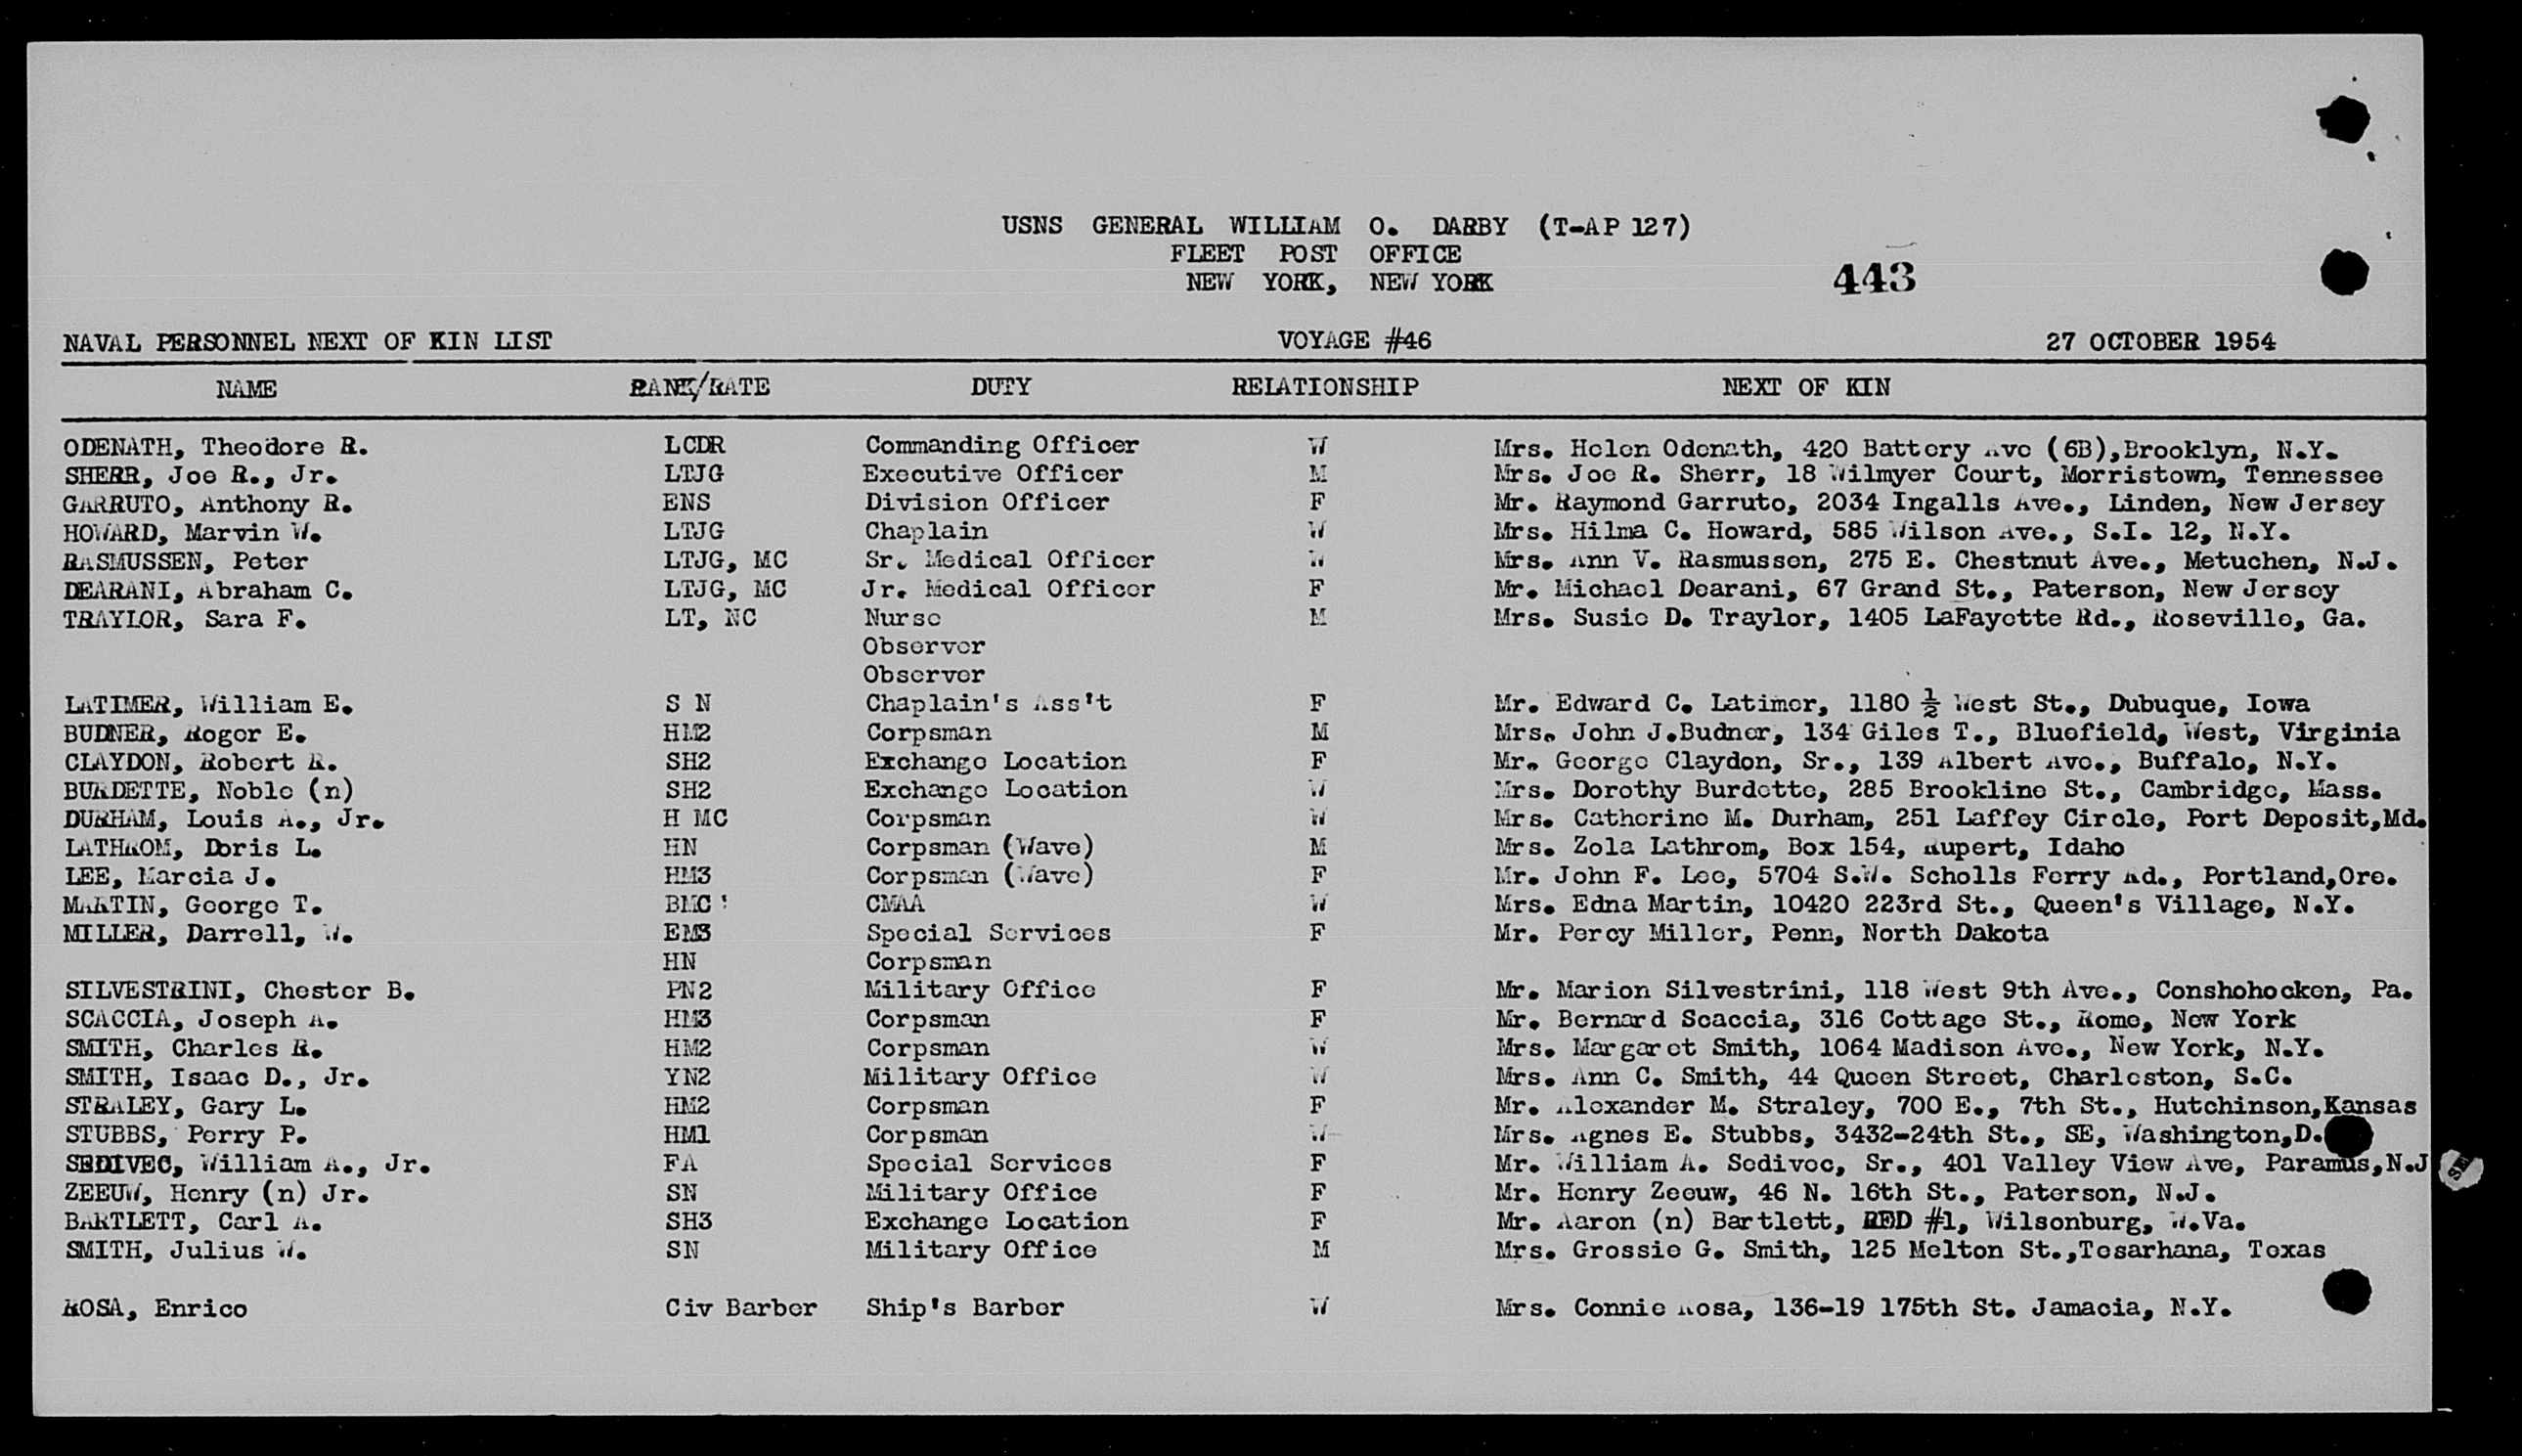 USNS GENERAL WILLIAM O. DARBY (T-AP 127)
FLEET POST OFFICE
NEW YORK, NEW YORK
443
NAVAL PERSONNEL NEXT OF KIN LIST VOYAGE #46 27 OCTOBER 1954
NAME RANK/RATE DUTY RELATIONSHIP NEXT OF KIN
ODENATH, Theodore R. LCDR Commanding Officer W Mrs. Helen Odenath, 420 Battery Ave (6B),Brooklyn, N.Y.
SHERR, Joe R., Jr. LTJG Executive Officer M Mrs. Joe R. Sherr, 18 Wilmyer Court, Morristown, Tennessee
GARRUTO, Anthony R. ENS Division Officer F Mr. Raymond Garruto, 2034 Ingalls Ave., Linden, New Jersey
HOWARD, Marvin W. LTJG Chaplain W Mrs. Hilma C. Howard, 585 Wilson Ave., S.I. 12, N.Y.
RASMUSSEN, Peter LTJG, MC Sr. Medical Officer W Mrs. Ann V. Rasmussen, 275 E. Chestnut Ave., Metuchen, N.J.
DEARANI, Abraham C. LTJG, MC Jr. Medical Officer F Mr. Michael Dearani, 67 Grand St., Paterson, New Jersey
TRAYLOR, Sara F. LT, NC Nurse M Mrs. Susie D. Traylor, 1405 LaFayette Rd., Roseville, Ga.
Observer
Observer
LATIMER, William E. S N Chaplain's Ass't F Mr. Edward C. Latimer, 1180 ½ West St., Dubuque, Iowa
BUDNER, Roger E. HM2 Corpsman M Mrs. John J.Budner, 134 Giles T., Bluefield, West, Virginia
CLAYDON, Robert R. SH2 Exchange Location F Mr. George Claydon, Sr., 139 Albert Ave., Buffalo, N.Y.
BURDETTE, Noble (n) SH2 Exchange Location W Mrs. Dorothy Burdette, 285 Brookline St., Cambridge, Mass.
DURHAM, Louis A., Jr. H MC Corpsman W Mrs. Catherine M. Durham, 251 Laffey Circle, Port Deposit,Md.
LATHROM, Doris L. HN Corpsman (Wave) M Mrs. Zola Lathrom, Box 154, Rupert, Idaho
LEE, Marcia J. HM3 Corpsman (Wave) F Mr. John F. Lee, 5704 S.W. Scholls Ferry Rd., Portland,Ore.
MARTIN, George T. BMC CMAA W Mrs. Edna Martin, 10420 223rd St., Queen's Village, N.Y.
MILLER, Darrell, W. EM3 Special Services F Mr. Percy Miller, Penn, North Dakota
HN Corpsman
SILVESTRINI, Chester B. PN2 Military Office F Mr. Marion Silvestrini, 118 West 9th Ave., Conshohocken, Pa.
SCACCIA, Joseph A. HM3 Corpsman F Mr. Bernard Scaccia, 316 Cottage St., Rome, New York
SMITH, Charles R. HM2 Corpsman W Mrs. Margaret Smith, 1064 Madison Ave., New York, N.Y.
SMITH, Isaac D., Jr. YN2 Military Office W Mrs. Ann C. Smith, 44 Queen Street, Charleston, S.C.
STRALEY, Gary L. HM2 Corpsman F Mr. Alexander M. Straley, 700 E., 7th St., Hutchinson,Kansas
STUBBS, Perry P. HM1 Corpsman W Mrs. Agnes E. Stubbs, 3432-24th St., SE, Washington,D.
SEDIVEC, William A., Jr. FA Special Services F Mr. William A. Sedivec, Sr., 401 Valley View Ave, Paramus,N.J
ZEEUW, Henry (n) Jr. SN Military Office F Mr. Henry Zeeuw, 46 N. 16th St., Paterson, N.J.
BARTLETT, Carl A. SH3 Exchange Location F Mr. Aaron (n) Bartlett, RED #1, Wilsonburg, W.Va.
SMITH, Julius W. SN Military Office M Mrs. Grossie G. Smith, 125 Melton St.,Tesarhana, Texas
ROSA, Enrico Civ Barber Ship's Barber W Mrs. Connie Rosa, 136-19 175th St. Jamacia, N.Y.